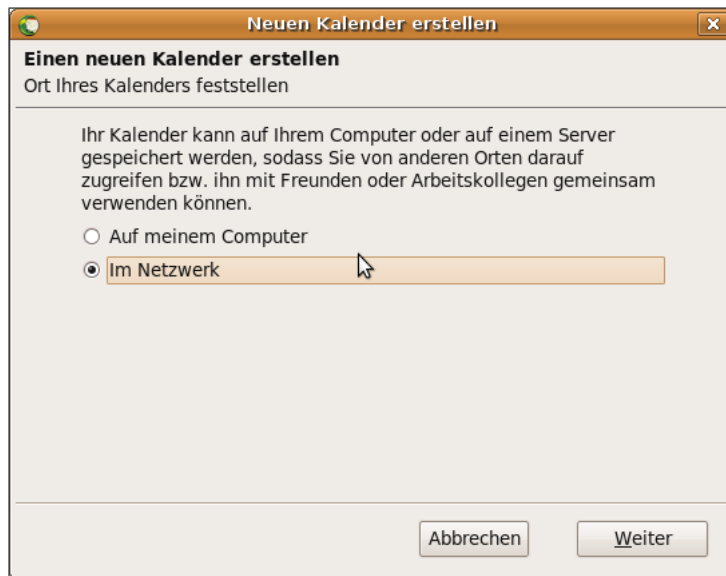 Neuen Kalender erstellen
Einen neuen Kalender erstellen
Ort Ihres Kalenders feststellen
Ihr Kalender kann auf Ihrem Computer oder auf einem Server
gespeichert werden, sodass Sie von anderen Orten darauf
zugreifen bzw. ihn mit Freunden oder Arbeitskollegen gemeinsam
verwenden können.
Auf meinem Computer
Im Netzwerk
Abbrechen
Weiter